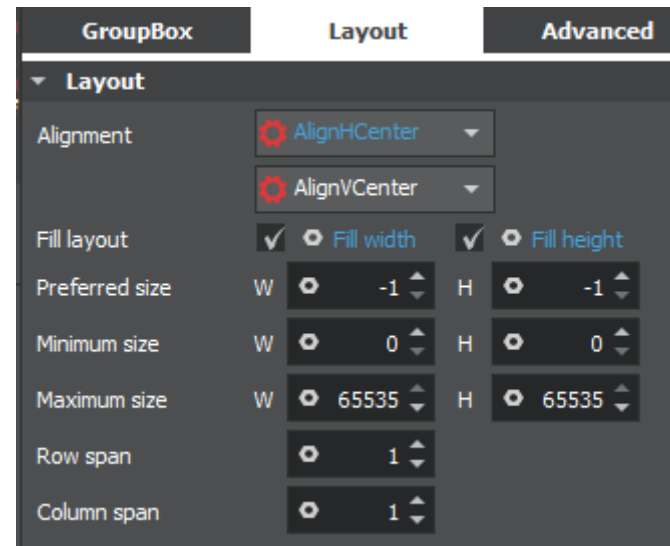 GroupBox Layout Advanced
Layout
Alignment AlignHCenter
AlignVCenter
Fill layout Fill width Fill height
Preferred size W -1 H -1
Minimum size W 0 H 0
Maximum size W 65535 H 65535
Row span 1
Column span 1